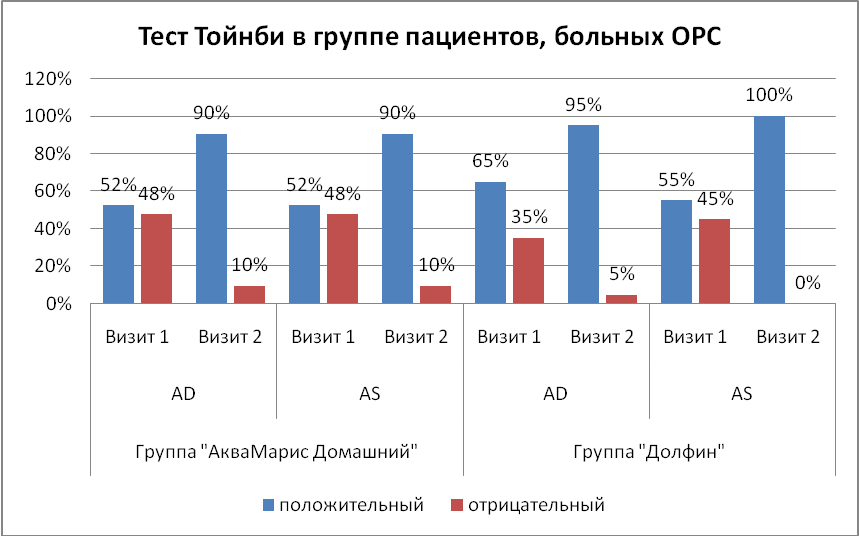 Тест Тойнби в группе пациентов, больных ОРС
120%
100%
80%
60%
40%
20%
0%
52% 48% 90% 10% 52% 48% 90% 10% 65% 35% 95% 5% 55% 45% 100% 0%
Визит 1 Визит 2 Визит 1 Визит 2 Визит 1 Визит 2 Визит 1 Визит 2
AD AS AD AS
Группа "АкваМарис Домашний" Группа "Долфин"
положительный отрицательный